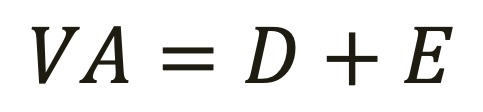 VA = D + E